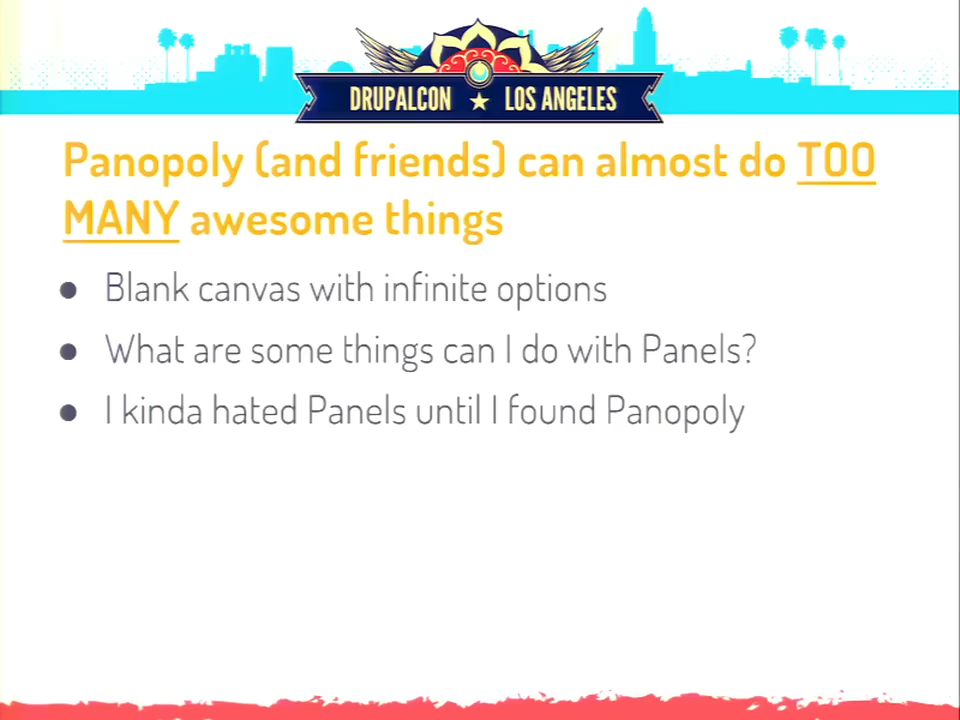 DRUPALCON ★ LOS ANGELES
Panopoly (and friends) can almost do TOO
MANY awesome things
● Blank canvas with infinite options
● What are some things can I do with Panels?
● I kinda hated Panels until I found Panopoly